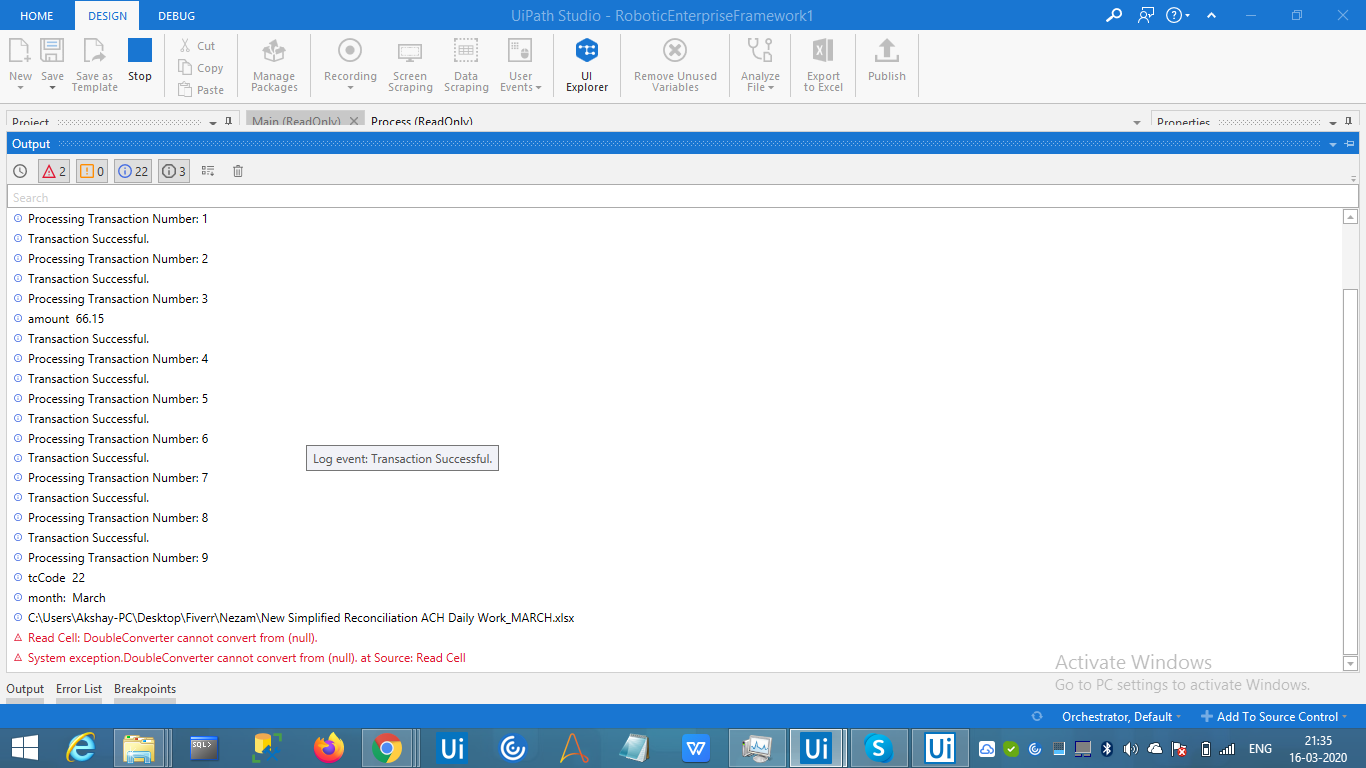 HOME DESIGN DEBUG UiPath Studio - RoboticEnterpriseFramework1
New Save Save as Template Stop Cut Copy Paste Manage Packages Recording Screen Scraping Data Scraping User Events UI Explorer Remove Unused Variables Analyze File Export to Excel Publish
Project Main (ReadOnly) Process (ReadOnly) Properties
Output
2 0 22 3
Search
Processing Transaction Number: 1
Transaction Successful.
Processing Transaction Number: 2
Transaction Successful.
Processing Transaction Number: 3
amount 66.15
Transaction Successful.
Processing Transaction Number: 4
Transaction Successful.
Processing Transaction Number: 5
Transaction Successful.
Processing Transaction Number: 6
Transaction Successful.
Log event: Transaction Successful.
Processing Transaction Number: 7
Transaction Successful.
Processing Transaction Number: 8
Transaction Successful.
Processing Transaction Number: 9
tcCode 22
month: March
C:\Users\Akshay-PC\Desktop\Fiverr\Nezam\New Simplified Reconciliation ACH Daily Work_MARCH.xlsx
Read Cell: DoubleConverter cannot convert from (null).
System exception.DoubleConverter cannot convert from (null). at Source: Read Cell
Activate Windows
Go to PC settings to activate Windows.
Output Error List Breakpoints
Orchestrator, Default Add To Source Control
SQL> Ui W Ui S Ui ENG 21:35
16-03-2020